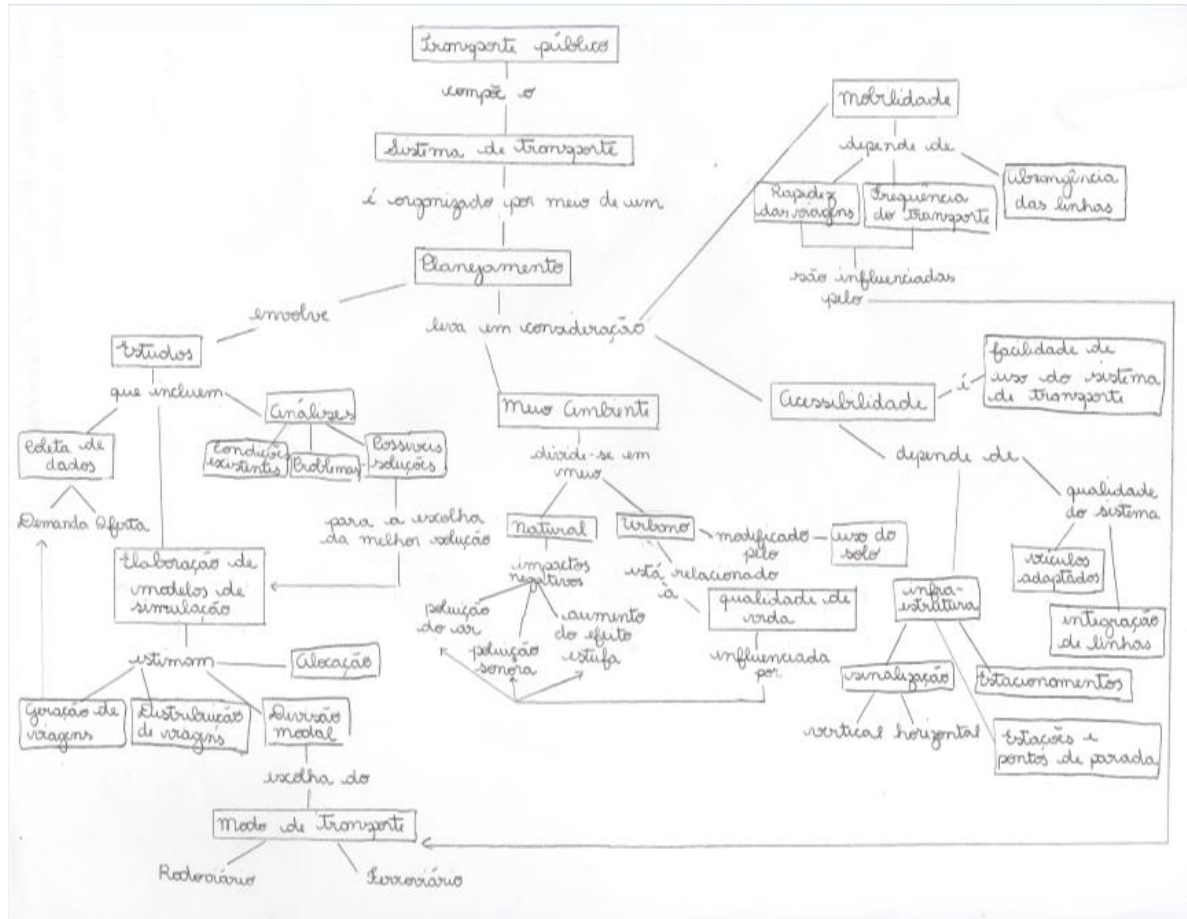 Transporte público
compõe o
Sistema de transporte
é organizado por meio de um
Planejamento
envolve
leva em consideração
Estudos
que incluem
Coleta de
dados
Demanda Oferta
Análises
Condições
existentes
Problemas
Possíveis
soluções
para a escolha
da melhor solução
Elaboração de
modelos de
simulação
estimam
Alocação
Geração de
viagens
Distribuição
de viagens
Divisão
modal
escolha do
Modo de transporte
Rodoviário
Ferroviário
Meio Ambiente
divide-se em
meio
Natural
impactos
negativos
poluição
do ar
poluição
sonora
aumento
do efeito
estufa
Urbano
modificado
pelo
uso do
solo
está relacionado
à
qualidade de
vida
influenciada
por
Mobilidade
depende de
Rapidez
das viagens
Frequência
do transporte
Abrangência
das linhas
são influenciadas
pelo
Acessibilidade
é
facilidade de
uso do sistema
de transporte
depende de
qualidade
do sistema
veículos
adaptados
integração
de linhas
infra-
estrutura
sinalização
vertical horizontal
Estacionamentos
Estações e
pontos de parada